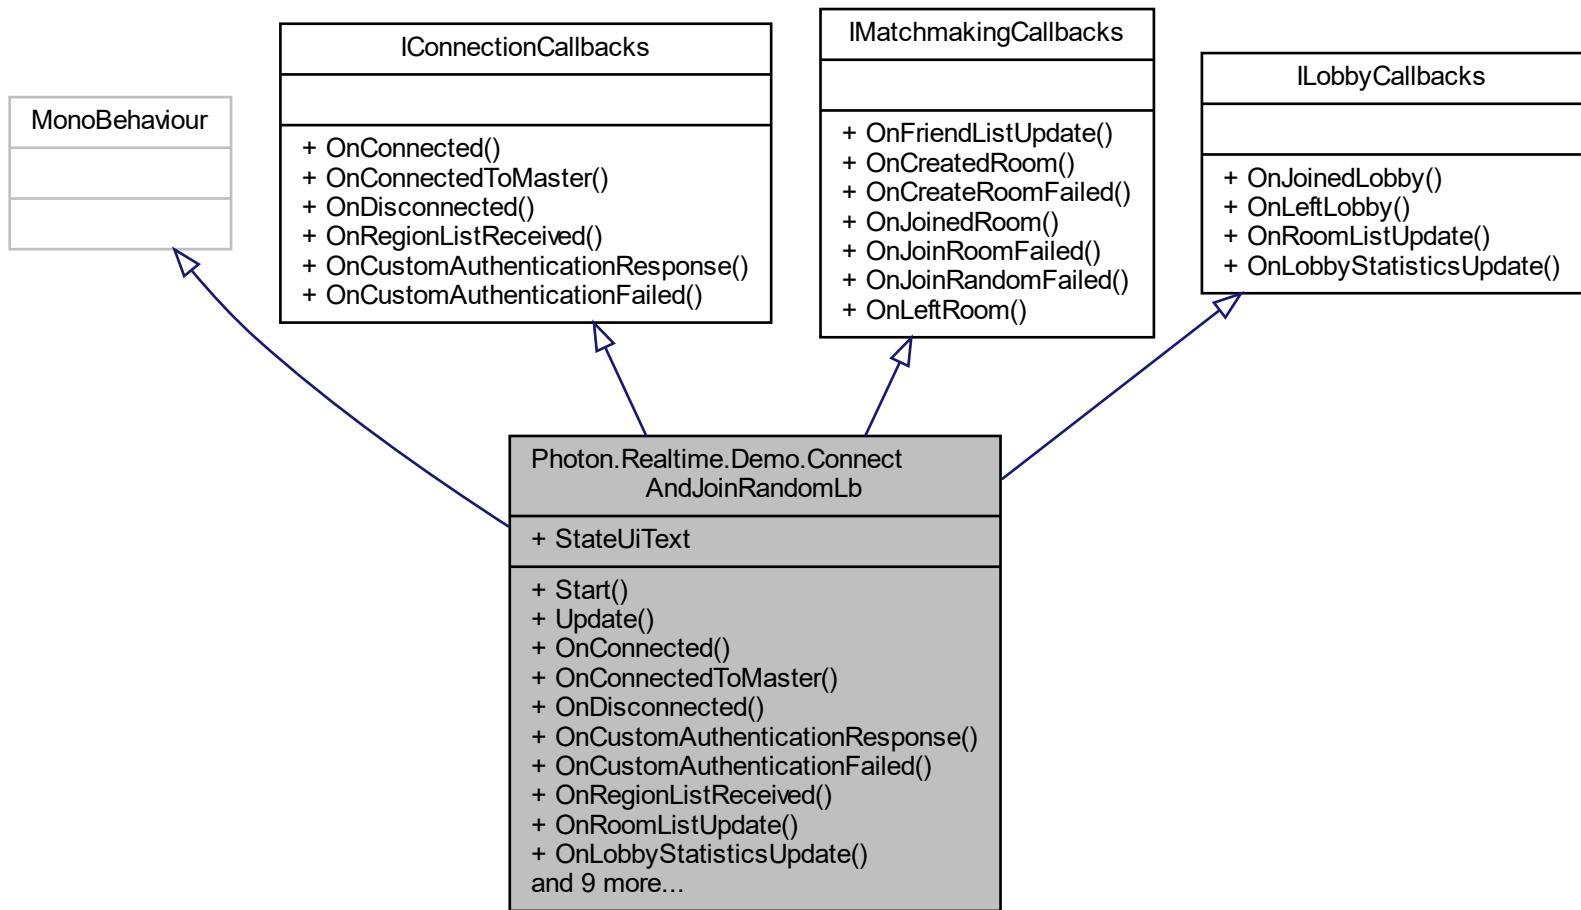 MonoBehaviour
IConnectionCallbacks
+ OnConnected()
+ OnConnectedToMaster()
+ OnDisconnected()
+ OnRegionListReceived()
+ OnCustomAuthenticationResponse()
+ OnCustomAuthenticationFailed()
IMatchmakingCallbacks
+ OnFriendListUpdate()
+ OnCreatedRoom()
+ OnCreateRoomFailed()
+ OnJoinedRoom()
+ OnJoinRoomFailed()
+ OnJoinRandomFailed()
+ OnLeftRoom()
ILobbyCallbacks
+ OnJoinedLobby()
+ OnLeftLobby()
+ OnRoomListUpdate()
+ OnLobbyStatisticsUpdate()
Photon.Realtime.Demo.Connect
AndJoinRandomLb
+ StateUiText
+ Start()
+ Update()
+ OnConnected()
+ OnConnectedToMaster()
+ OnDisconnected()
+ OnCustomAuthenticationResponse()
+ OnCustomAuthenticationFailed()
+ OnRegionListReceived()
+ OnRoomListUpdate()
+ OnLobbyStatisticsUpdate()
and 9 more...